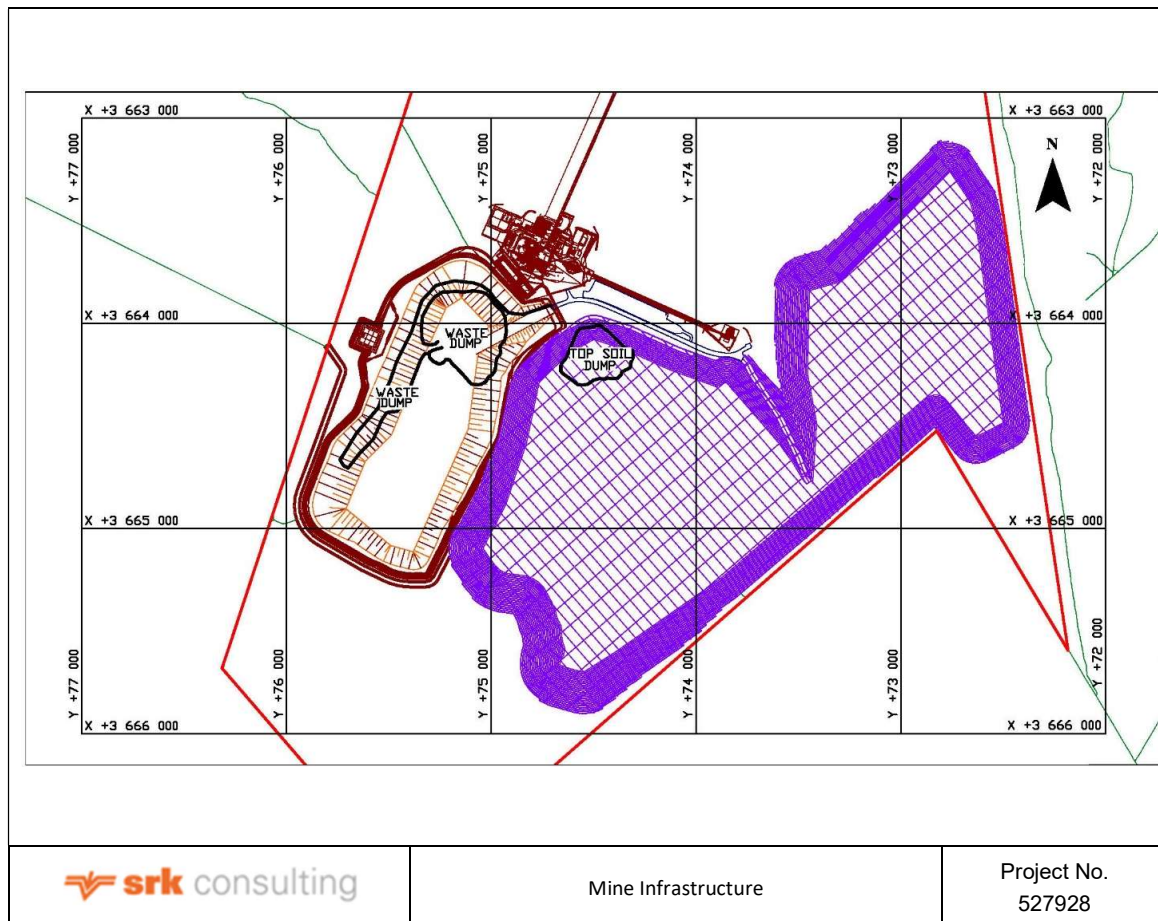 X +3 663 000
X +3 663 000
Y +77 000
Y +76 000
Y +75 000
Y +74 000
Y +73 000
Y +72 000
N
X +3 664 000
X +3 664 000
WASTE
DUMP
TOP SOIL
DUMP
WASTE
DUMP
X +3 665 000
X +3 665 000
Y +77 000
Y +76 000
Y +75 000
Y +74 000
Y +73 000
Y +72 000
X +3 666 000
X +3 666 000
srk consulting
Mine Infrastructure
Project No.
527928